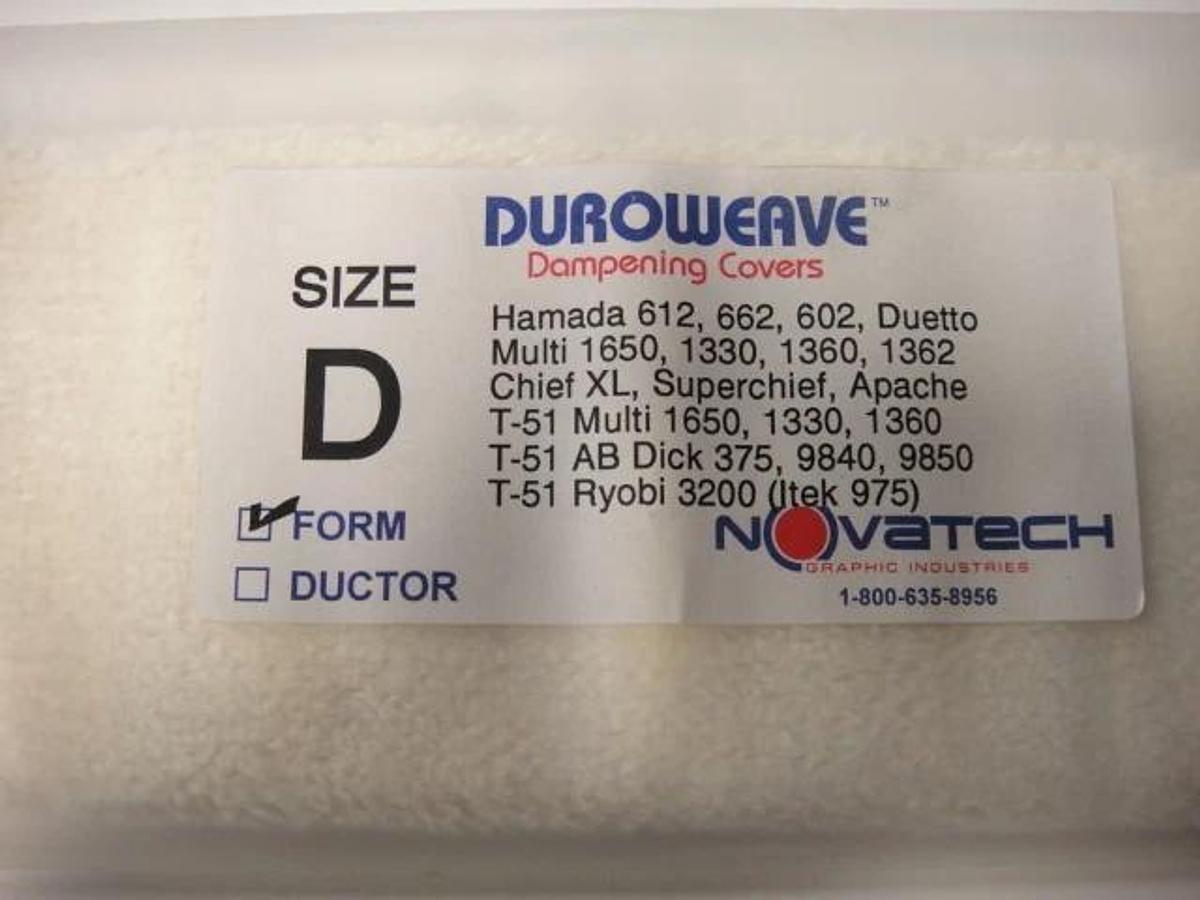 DUROWEAVE™
Dampening Covers
SIZE
D
Hamada 612, 662, 602, Duetto
Multi 1650, 1330, 1360, 1362
Chief XL, Superchief, Apache
T-51 Multi 1650, 1330, 1360
T-51 AB Dick 375, 9840, 9850
T-51 Ryobi 3200 (Itek 975)
FORM
DUCTOR
NOVATECH
GRAPHIC INDUSTRIES
1-800-635-8956